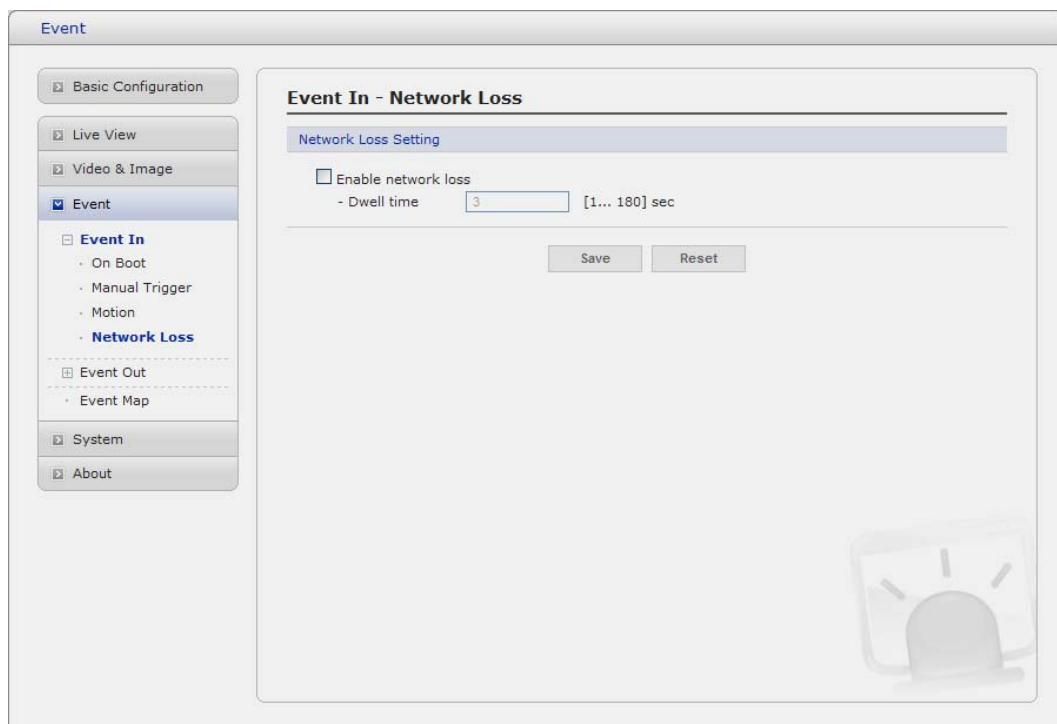 Event
Basic Configuration
Live View
Video & Image
Event
Event In
On Boot
Manual Trigger
Motion
Network Loss
Event Out
Event Map
System
About
Event In - Network Loss
Network Loss Setting
Enable network loss
- Dwell time 3 [1... 180] sec
Save Reset